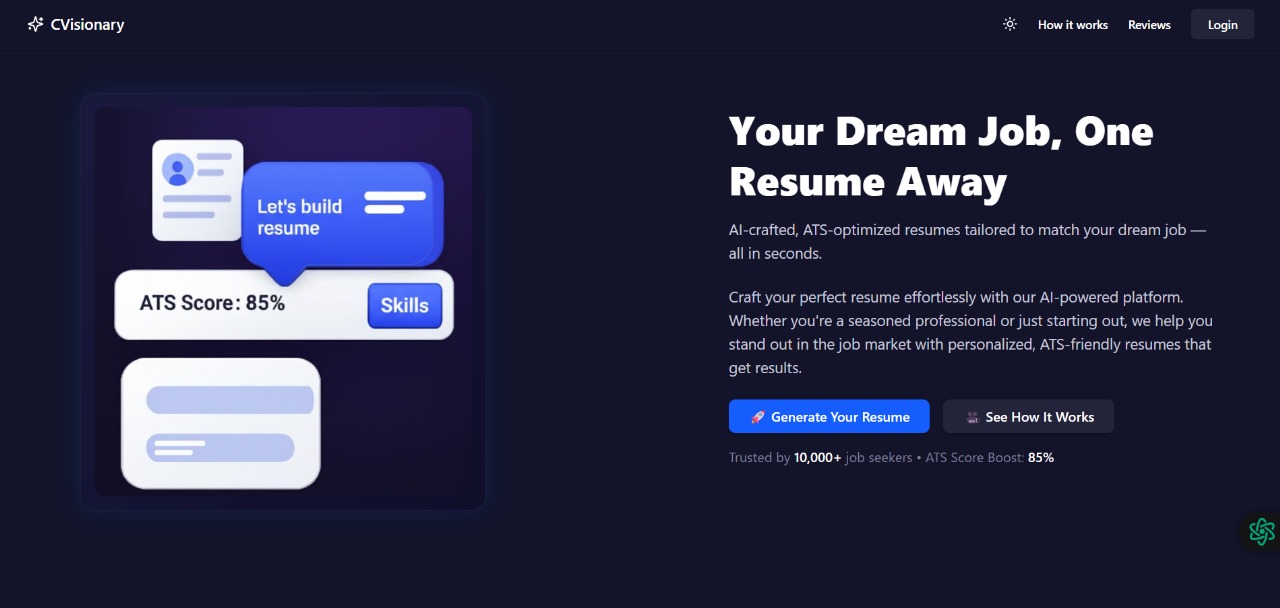 CVisionary
How it works
Reviews
Login
Let's build
resume
ATS Score: 85%
Skills
Your Dream Job, One
Resume Away
AI-crafted, ATS-optimized resumes tailored to match your dream job —
all in seconds.
Craft your perfect resume effortlessly with our AI-powered platform.
Whether you're a seasoned professional or just starting out, we help you
stand out in the job market with personalized, ATS-friendly resumes that
get results.
🚀 Generate Your Resume
See How It Works
Trusted by 10,000+ job seekers • ATS Score Boost: 85%